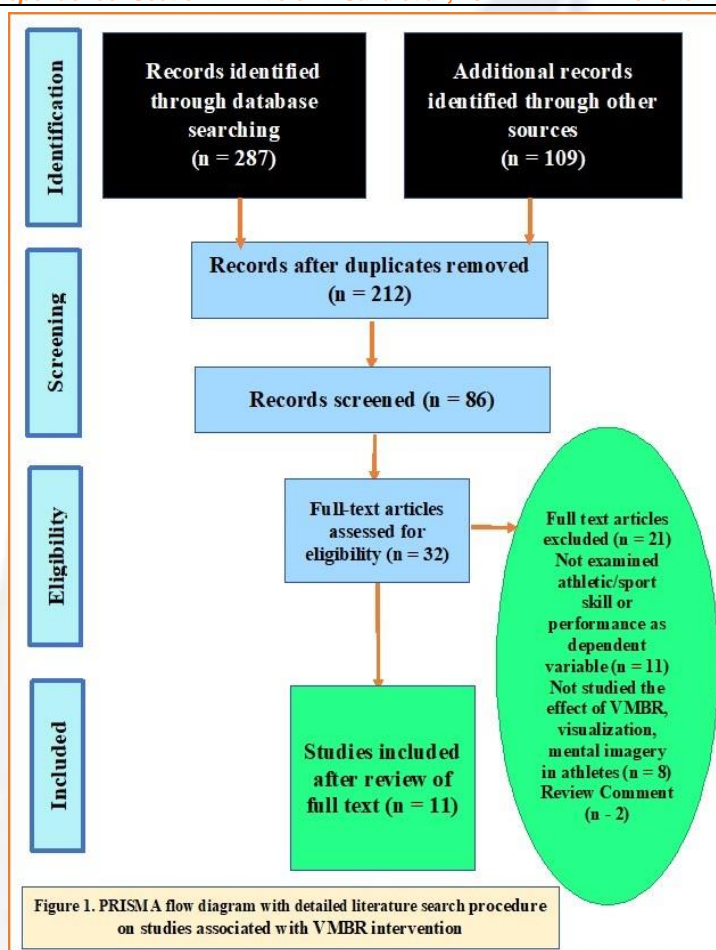 Identification
Records identified
through database
searching
(n = 287)
Additional records
identified through other
sources
(n = 109)
Screening
Records after duplicates removed
(n = 212)
Records screened (n = 86)
Eligibility
Full-text articles
assessed for
eligibility (n = 32)
Full text articles
excluded (n = 21)
Not examined
athletic/sport
skill or
performance as
dependent
variable (n = 11)
Not studied the
effect of VMBR,
visualization,
mental imagery
in athletes (n = 8)
Review Comment
(n - 2)
Included
Studies included
after review of
full text (n = 11)
Figure 1. PRISMA flow diagram with detailed literature search procedure
on studies associated with VMBR intervention